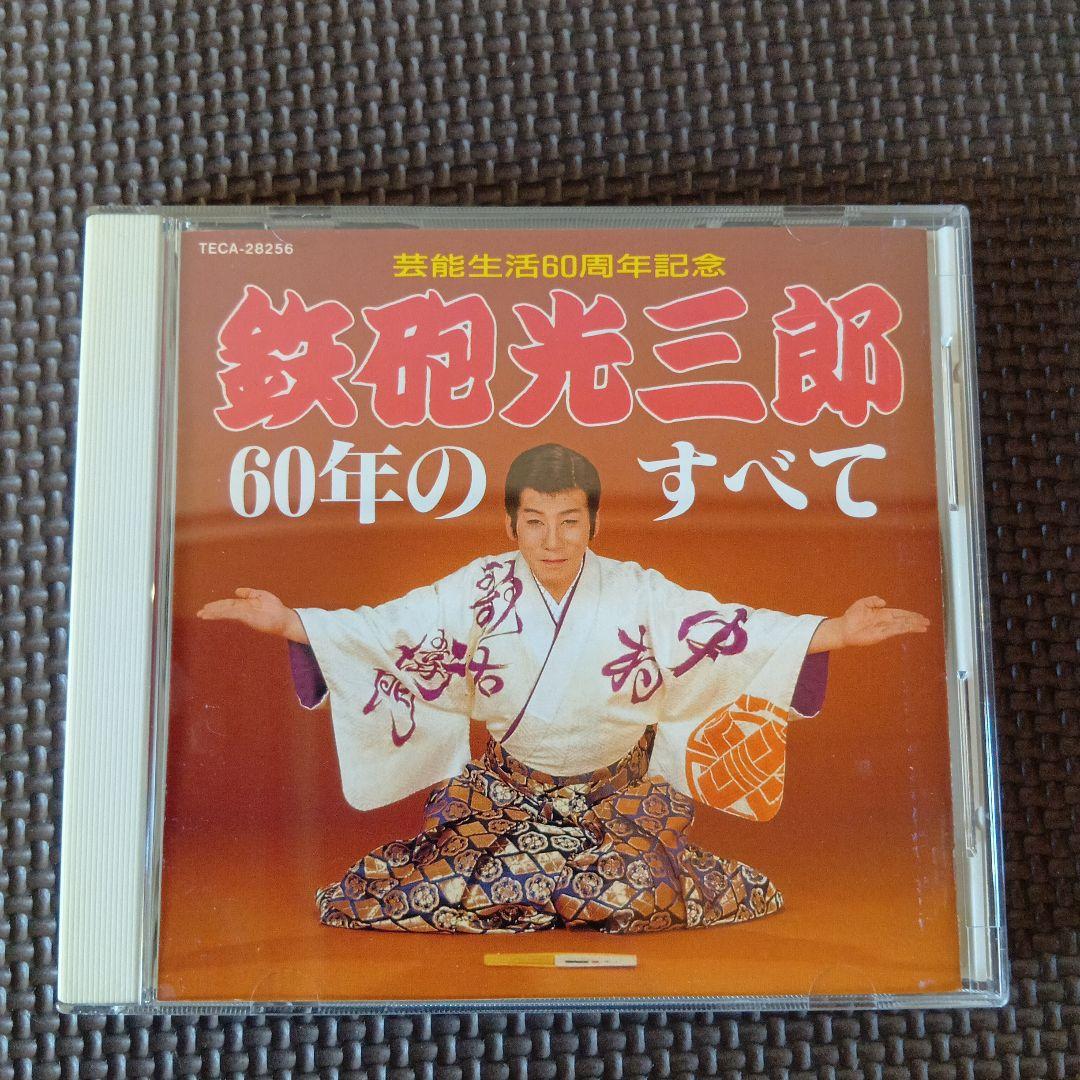 TECA-28256
芸能生活60周年記念
鉄砲光三郎
60年の すべて
歌